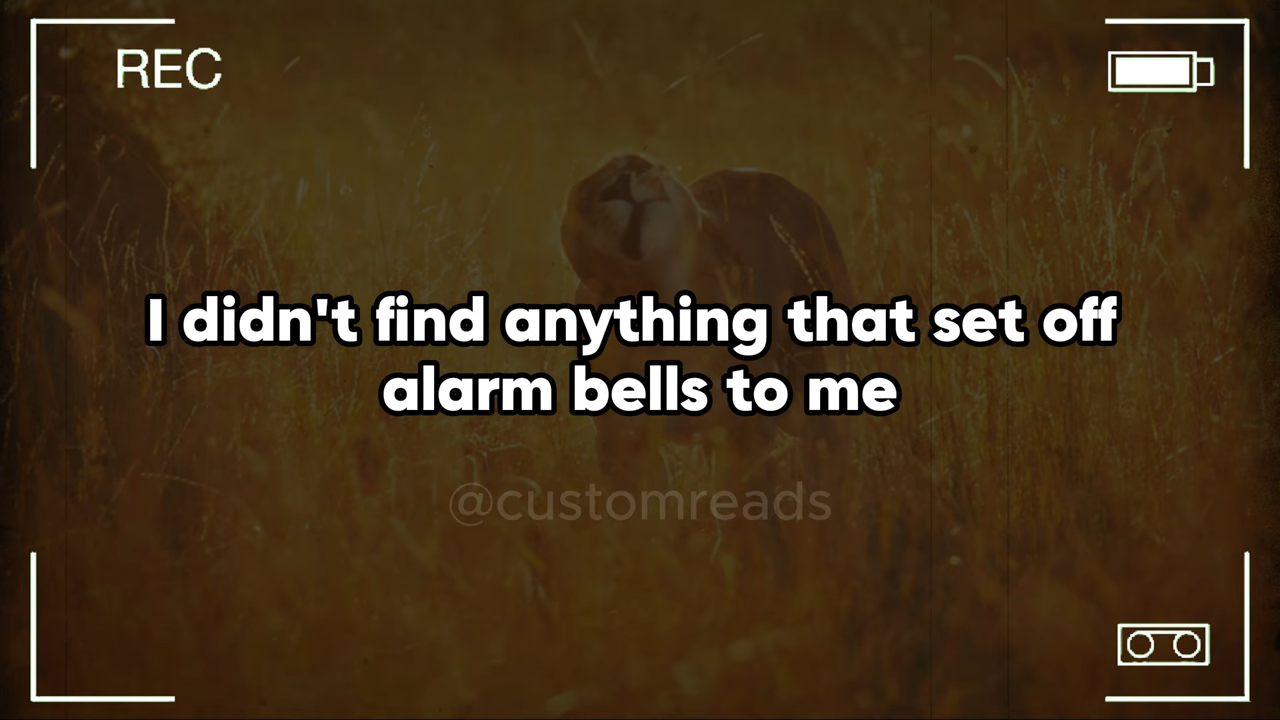 REC
I didn't find anything that set off
alarm bells to me
@customreads